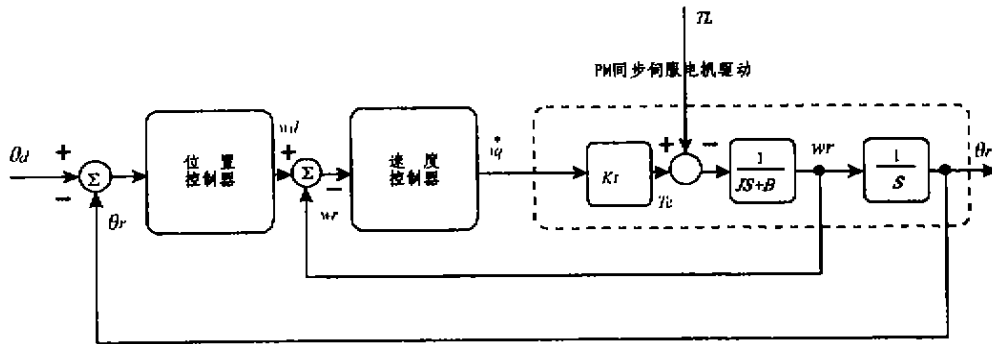 TL
PM同步伺服电机驱动
θd
+
−
Σ
θr
位 置
控制器
wd
+
Σ
−
wr
速 度
控制器
*
iq
Kt
+
Te
−
1
JS+B
wr
1
S
θr